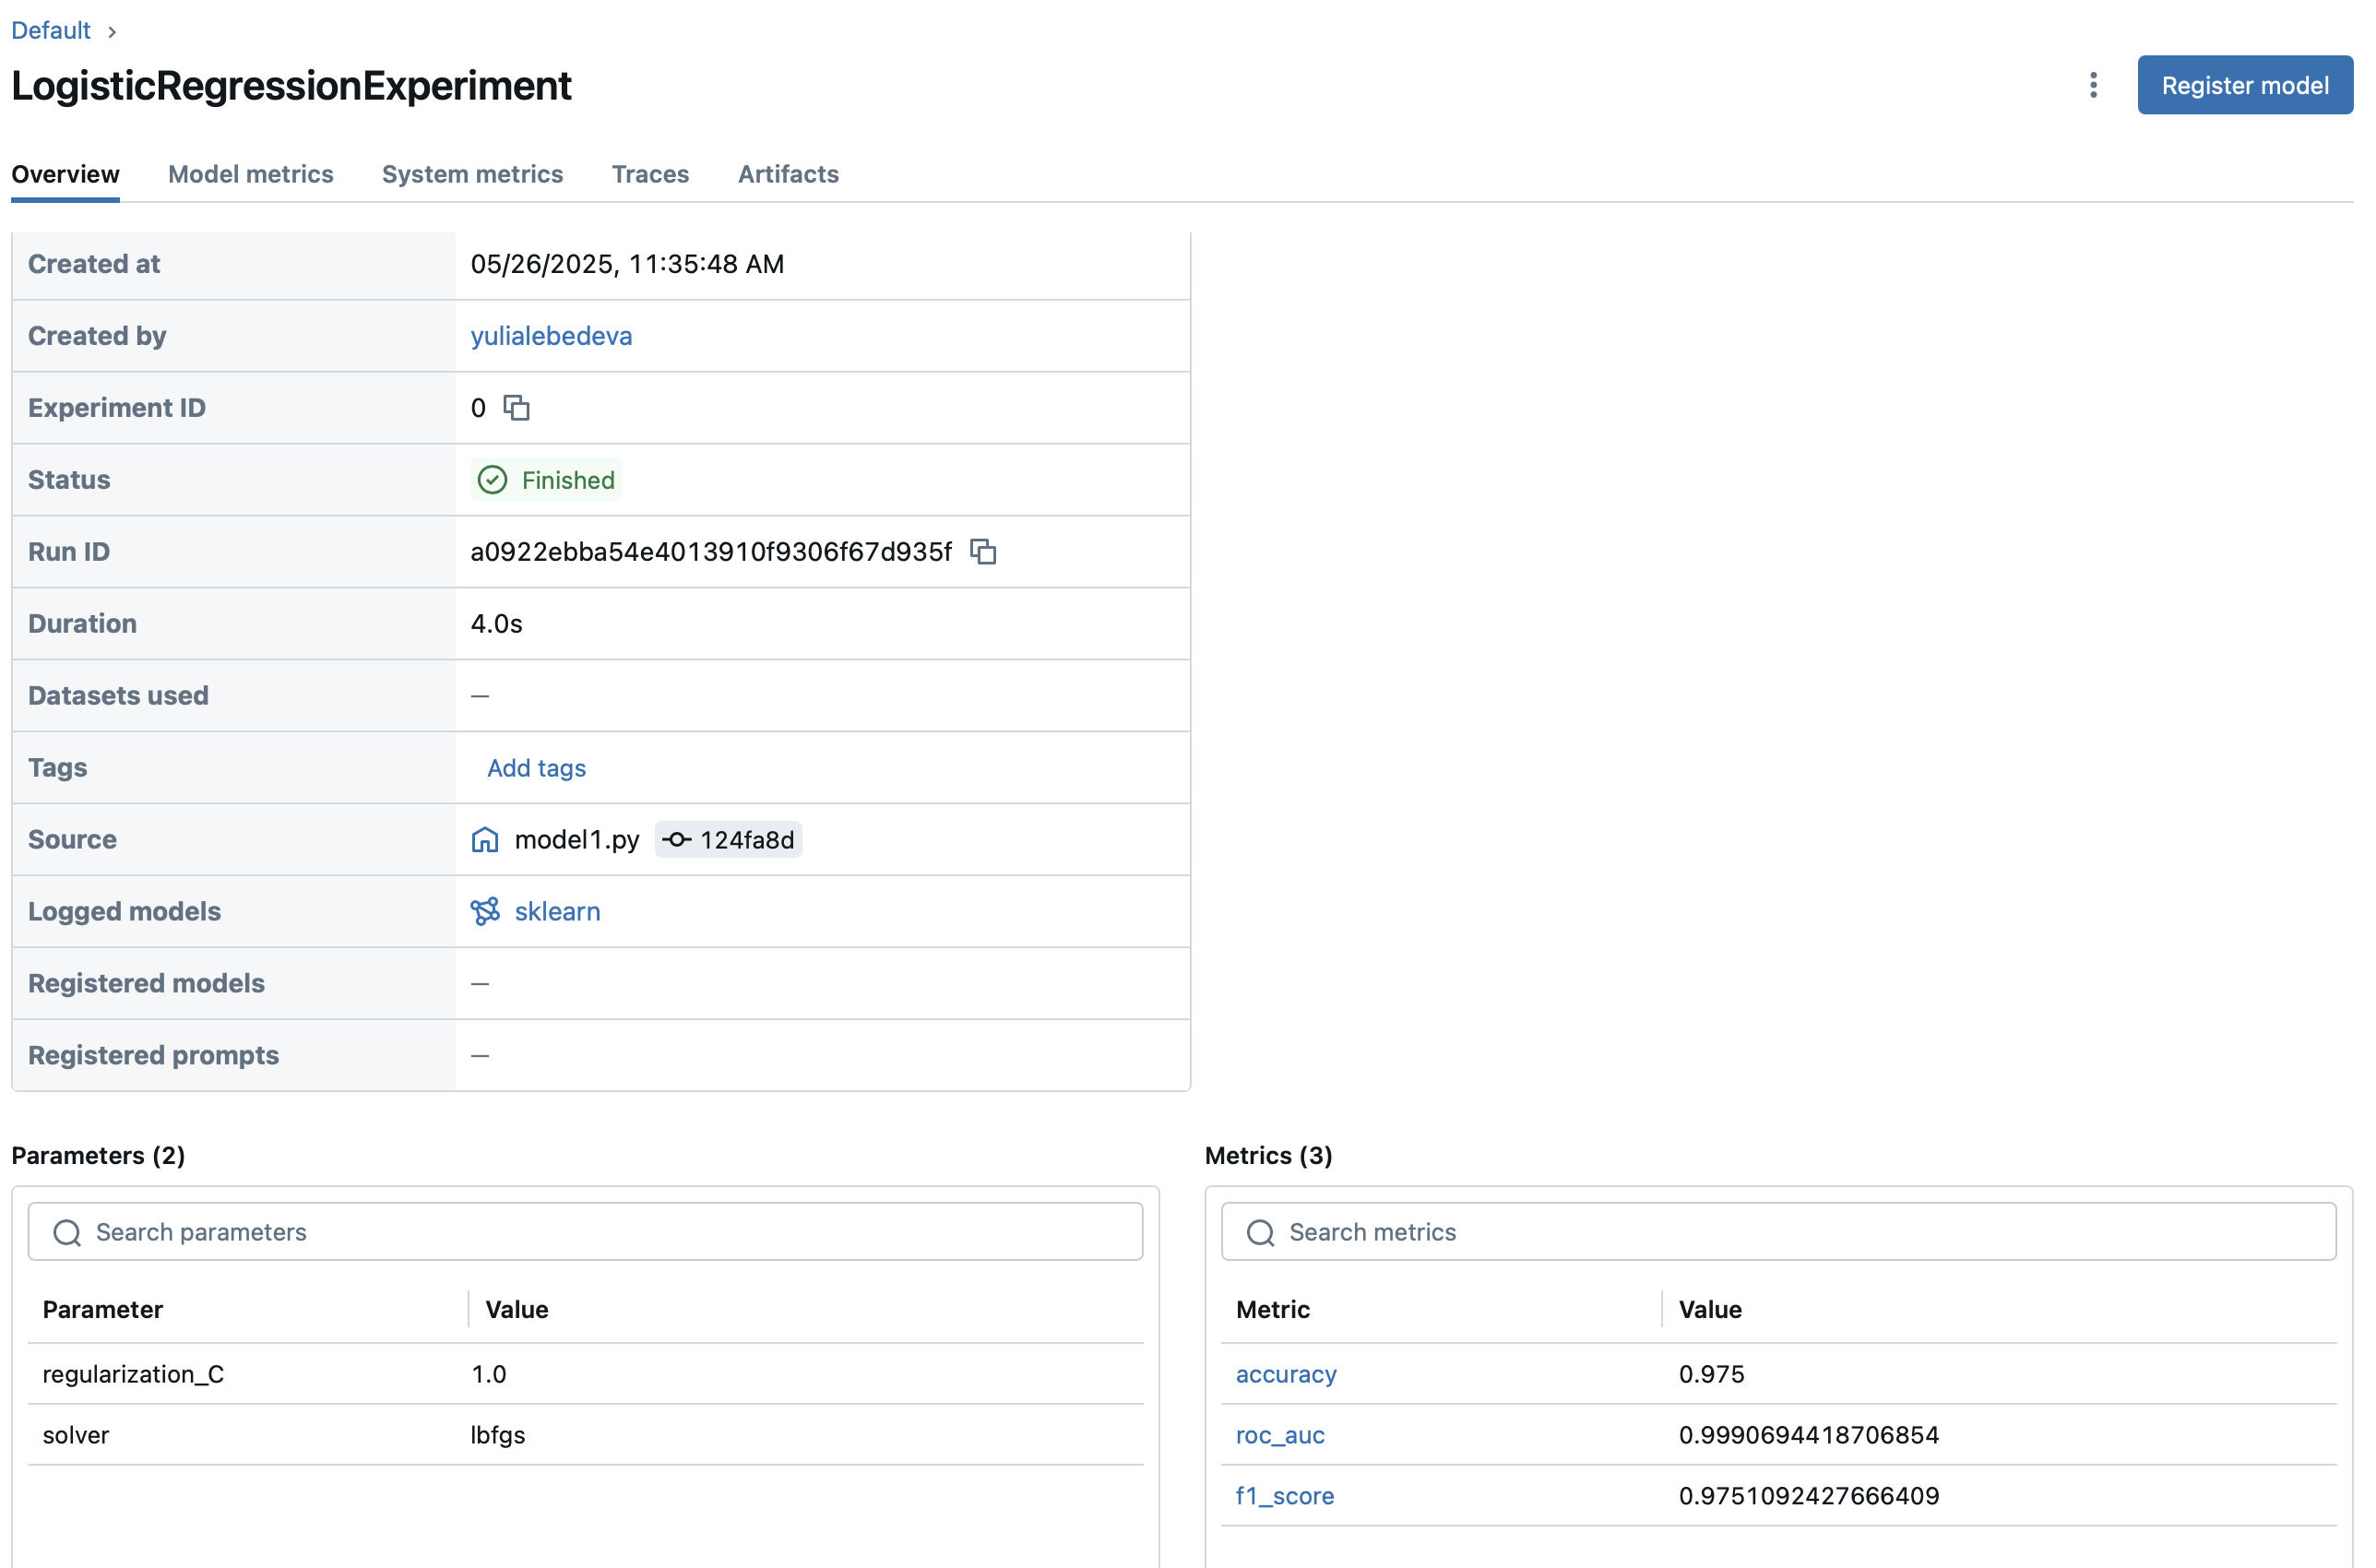 Default
LogisticRegressionExperiment
Register model
Overview Model metrics System metrics Traces Artifacts
Created at 05/26/2025, 11:35:48 AM
Created by yulialebedeva
Experiment ID 0
Status Finished
Run ID a0922ebba54e4013910f9306f67d935f
Duration 4.0s
Datasets used —
Tags Add tags
Source model1.py 124fa8d
Logged models sklearn
Registered models —
Registered prompts —
Parameters (2)
Search parameters
Parameter Value
regularization_C 1.0
solver lbfgs
Metrics (3)
Search metrics
Metric Value
accuracy 0.975
roc_auc 0.9990694418706854
f1_score 0.9751092427666409